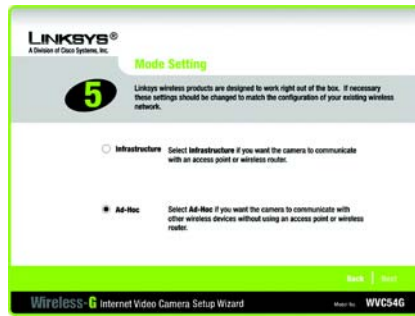 LINKSYS®
A Division of Cisco Systems, Inc.
Mode Setting
5
Linksys wireless products are designed to work right out of the box. If necessary
these settings should be changed to match the configuration of your existing wireless
network.
Infrastructure
Select Infrastructure if you want the camera to communicate
with an access point or wireless router.
Ad-Hoc
Select Ad-Hoc if you want the camera to communicate with
other wireless devices without using an access point or wireless
router.
Back | Next
Wireless-G Internet Video Camera Setup Wizard
Model No. WVC54G